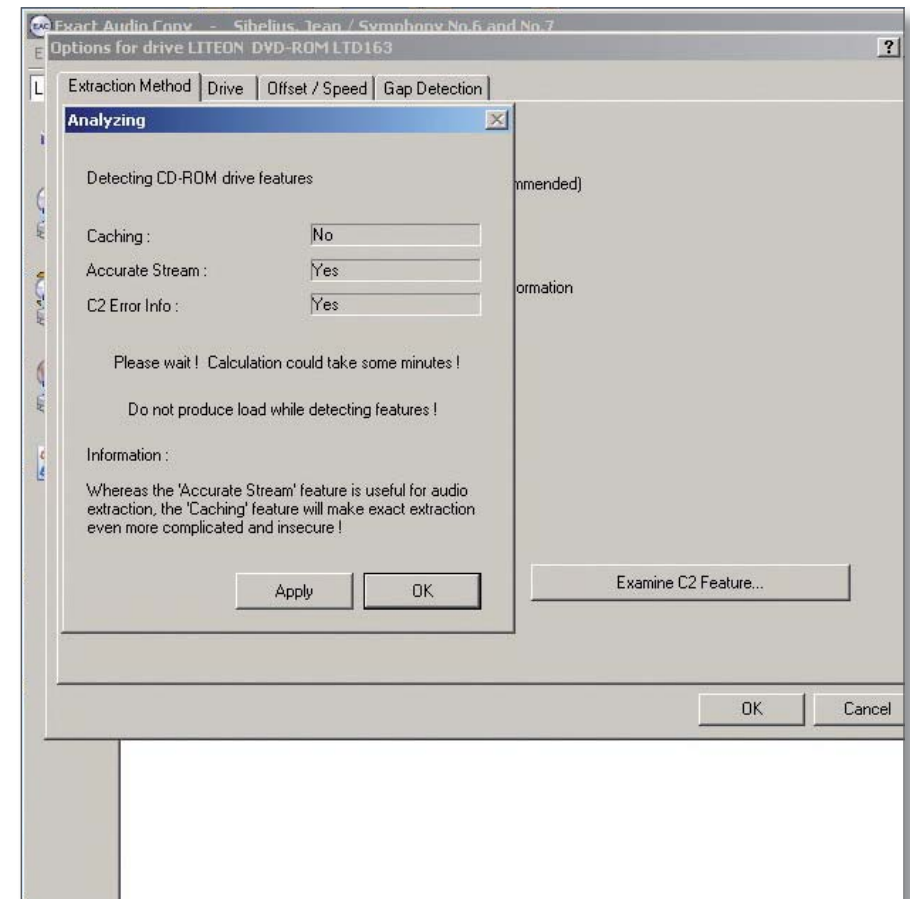 Exact Audio Copy - Sibelius, Jean / Symphony No.6 and No.7
Options for drive LITEON DVD-ROM LTD163
?
Extraction Method
Drive
Offset / Speed
Gap Detection
Analyzing
Detecting CD-ROM drive features
Caching : No
Accurate Stream : Yes
C2 Error Info : Yes
Please wait ! Calculation could take some minutes !
Do not produce load while detecting features !
Information :
Whereas the 'Accurate Stream' feature is useful for audio
extraction, the 'Caching' feature will make exact extraction
even more complicated and insecure !
Apply
OK
Examine C2 Feature...
OK
Cancel